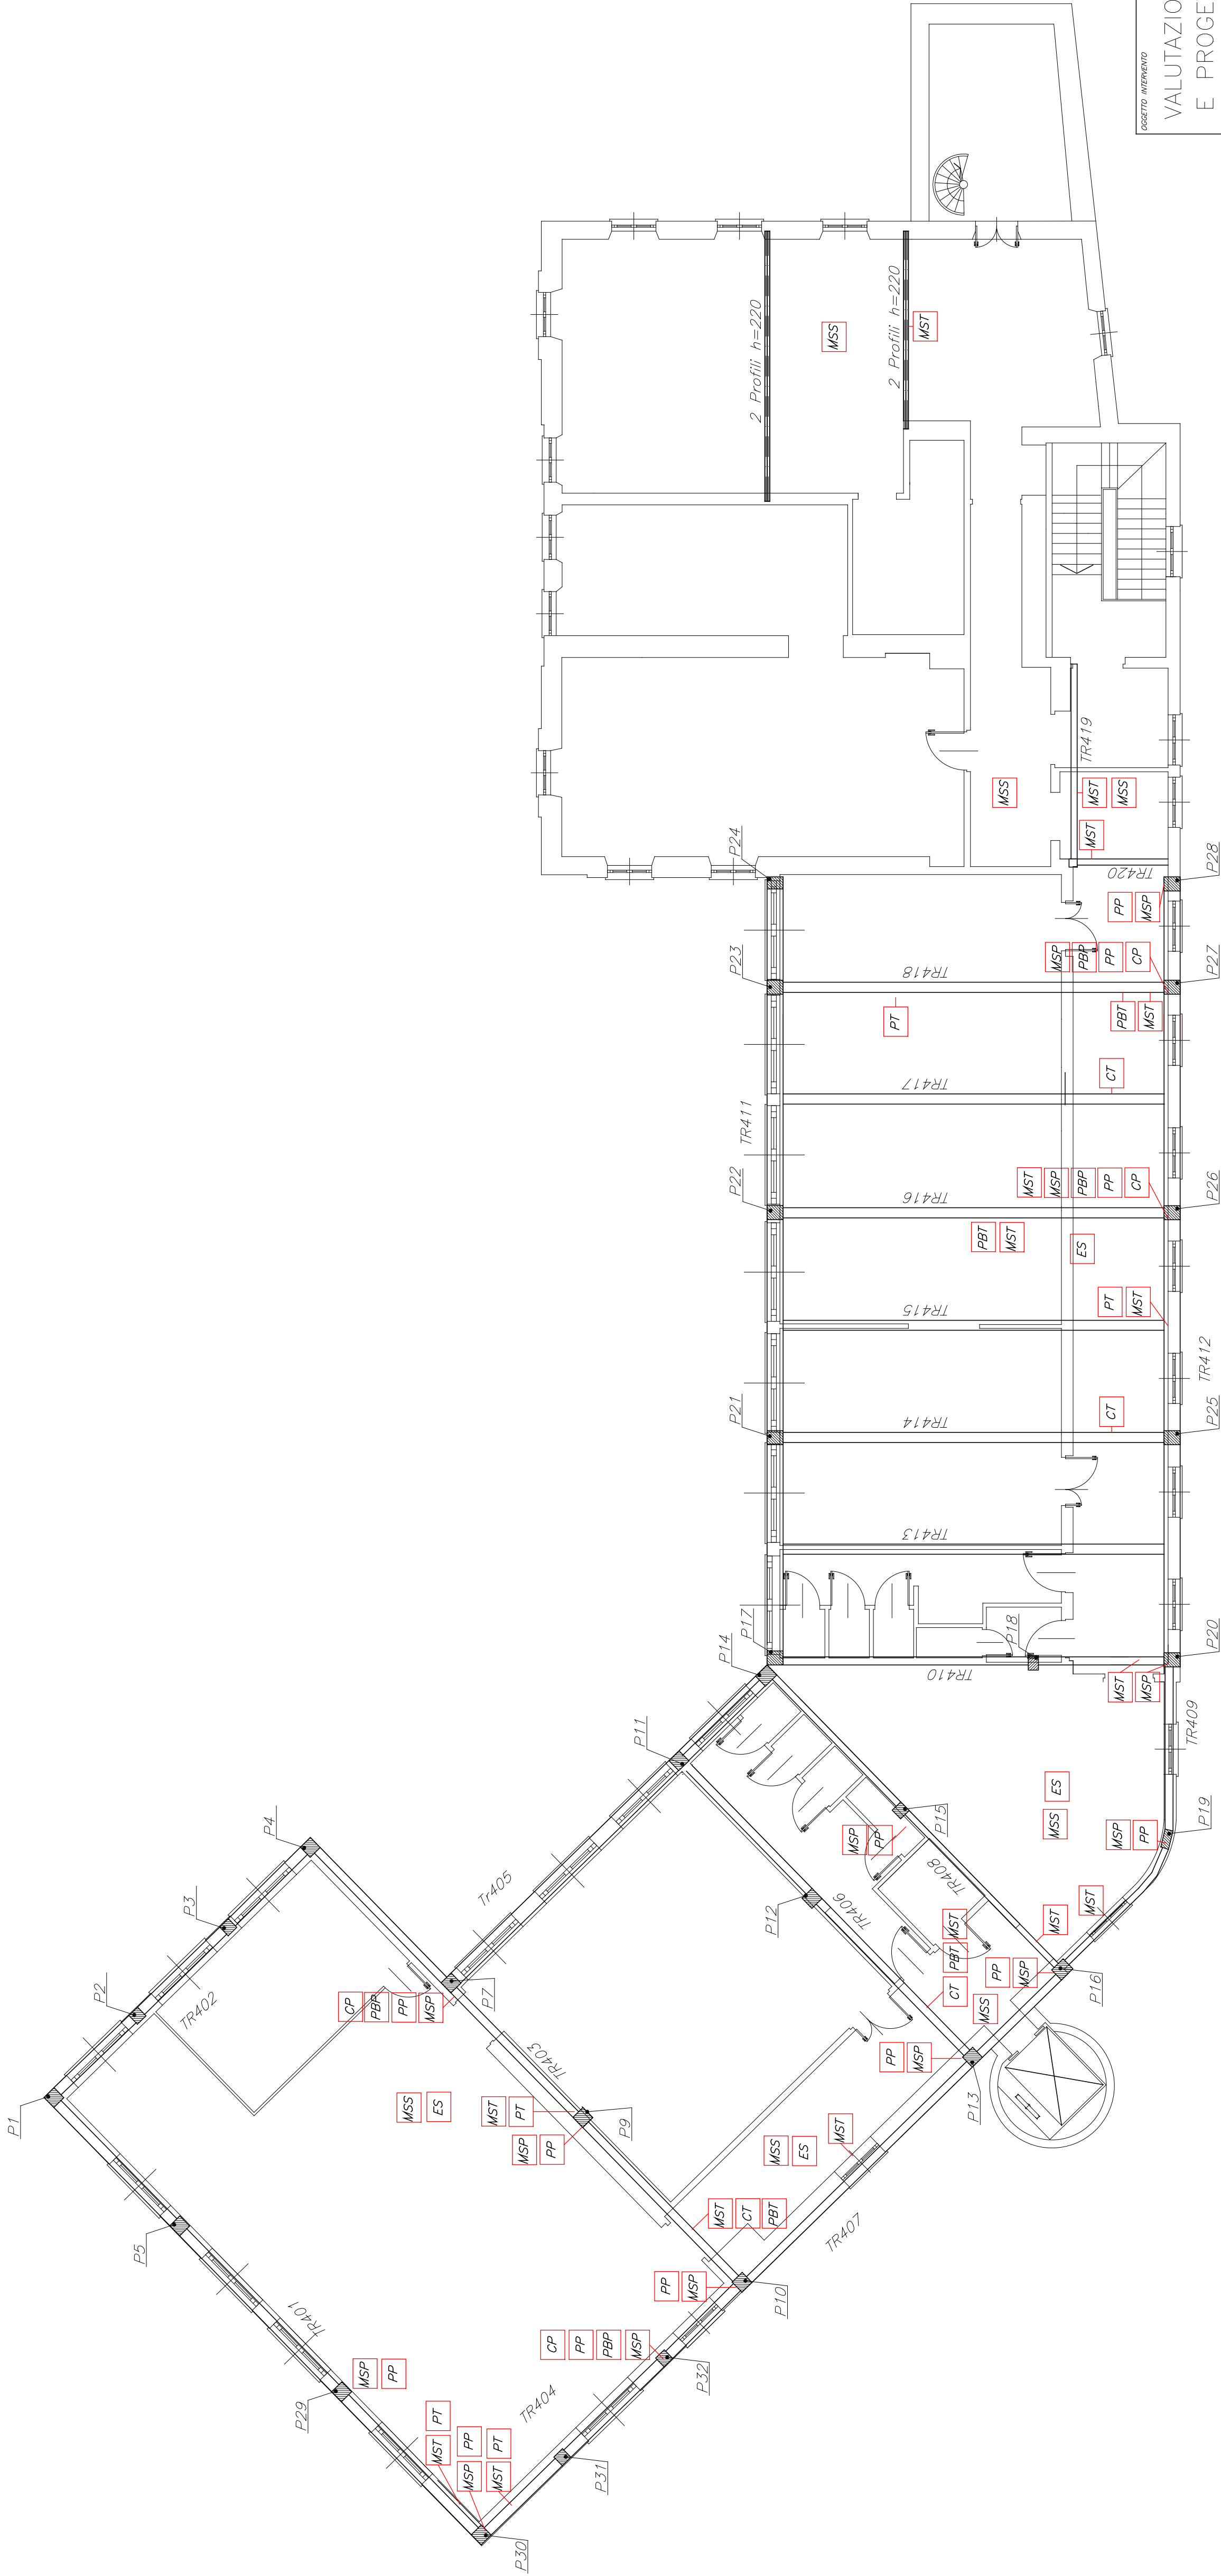 OGGETTO INTERVENTO
VALUTAZIO
E PROGE
2 Profili h=220
MSS
2 Profili h=220
MST
MSS
TR419
MST
MSS
MST
TR420
P24
P28
PP
MSP
P23
TR418
MSP
PBP
PP
CP
P27
PT
PBT
MST
TR417
CT
TR411
P22
TR416
MST
MSP
PBP
PP
CP
P26
PBT
MST
ES
TR415
PT
MST
TR412
P21
TR414
CT
P25
TR413
P17
P18
P20
P14
TR410
MST
MSP
P11
TR409
P4
P15
MSP
PP
ES
MSS
P19
MSP
PP
Tr405
P3
P12
TR406
TR408
MST
MST
MST
PBT
PP
MSP
P16
CT
MSS
P2
TR402
P7
CP
PBP
PP
MSP
TR403
PP
MSP
P13
P1
MSS
ES
MST
PT
P9
MSP
PP
MSS
ES
MST
P5
MST
CT
PBT
TR407
TR401
PP
MSP
P10
CP
PP
PBP
MSP
P32
P29
MSP
PP
TR404
PT
MST
PP
MSP
PT
MST
P31
P30